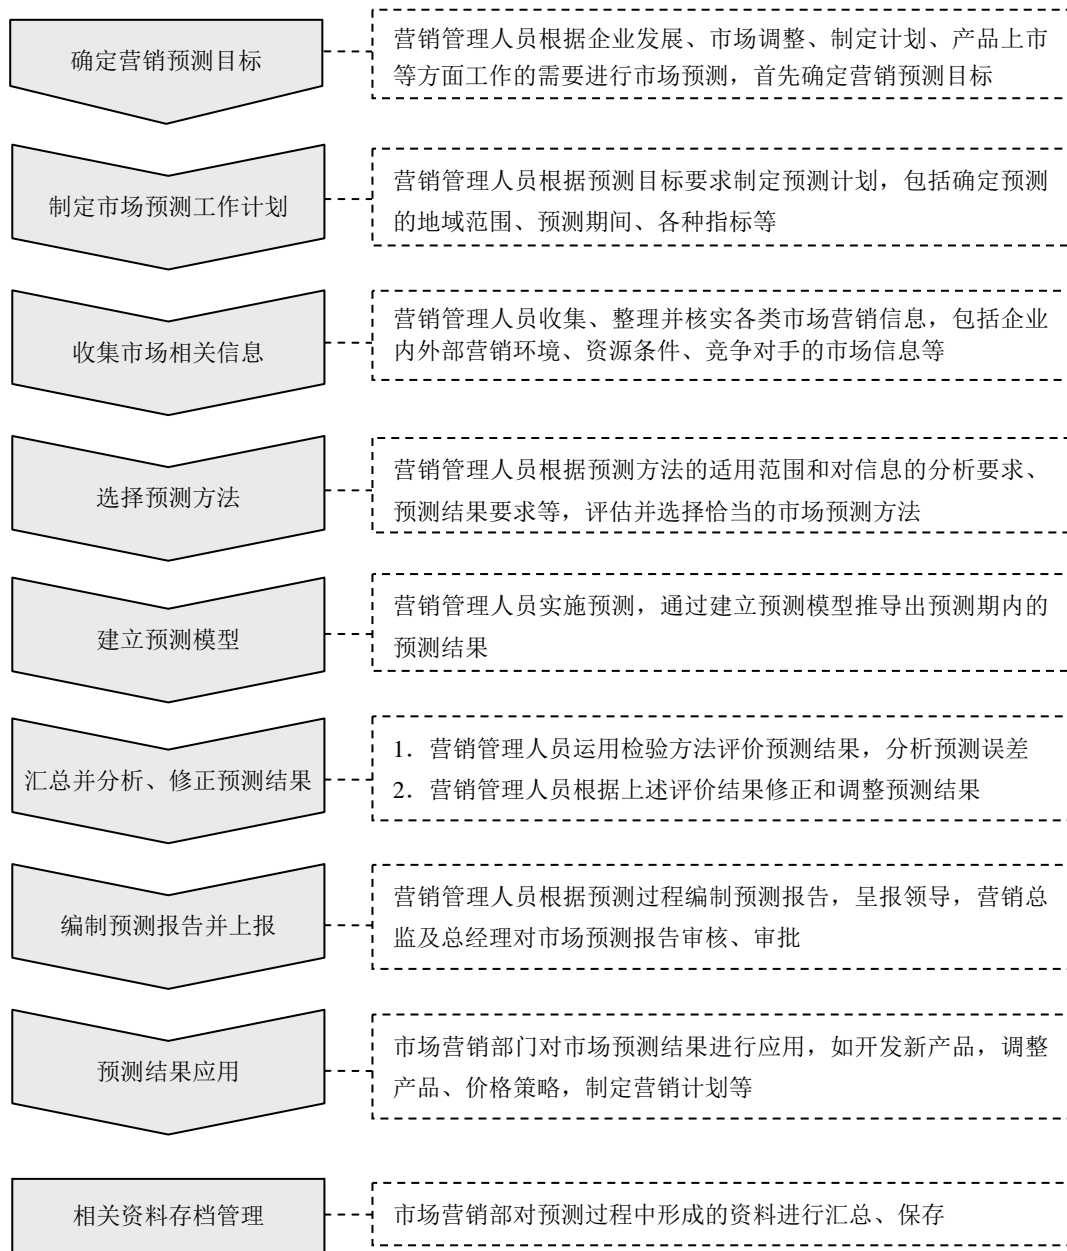 确定营销预测目标
营销管理人员根据企业发展、市场调整、制定计划、产品上市
等方面工作的需要进行市场预测，首先确定营销预测目标
制定市场预测工作计划
营销管理人员根据预测目标要求制定预测计划，包括确定预测
的地域范围、预测期间、各种指标等
收集市场相关信息
营销管理人员收集、整理并核实各类市场营销信息，包括企业
内外部营销环境、资源条件、竞争对手的市场信息等
选择预测方法
营销管理人员根据预测方法的适用范围和对信息的分析要求、
预测结果要求等，评估并选择恰当的市场预测方法
建立预测模型
营销管理人员实施预测，通过建立预测模型推导出预测期内的
预测结果
汇总并分析、修正预测结果
1．营销管理人员运用检验方法评价预测结果，分析预测误差
2．营销管理人员根据上述评价结果修正和调整预测结果
编制预测报告并上报
营销管理人员根据预测过程编制预测报告，呈报领导，营销总
监及总经理对市场预测报告审核、审批
预测结果应用
市场营销部门对市场预测结果进行应用，如开发新产品，调整
产品、价格策略，制定营销计划等
相关资料存档管理
市场营销部对预测过程中形成的资料进行汇总、保存